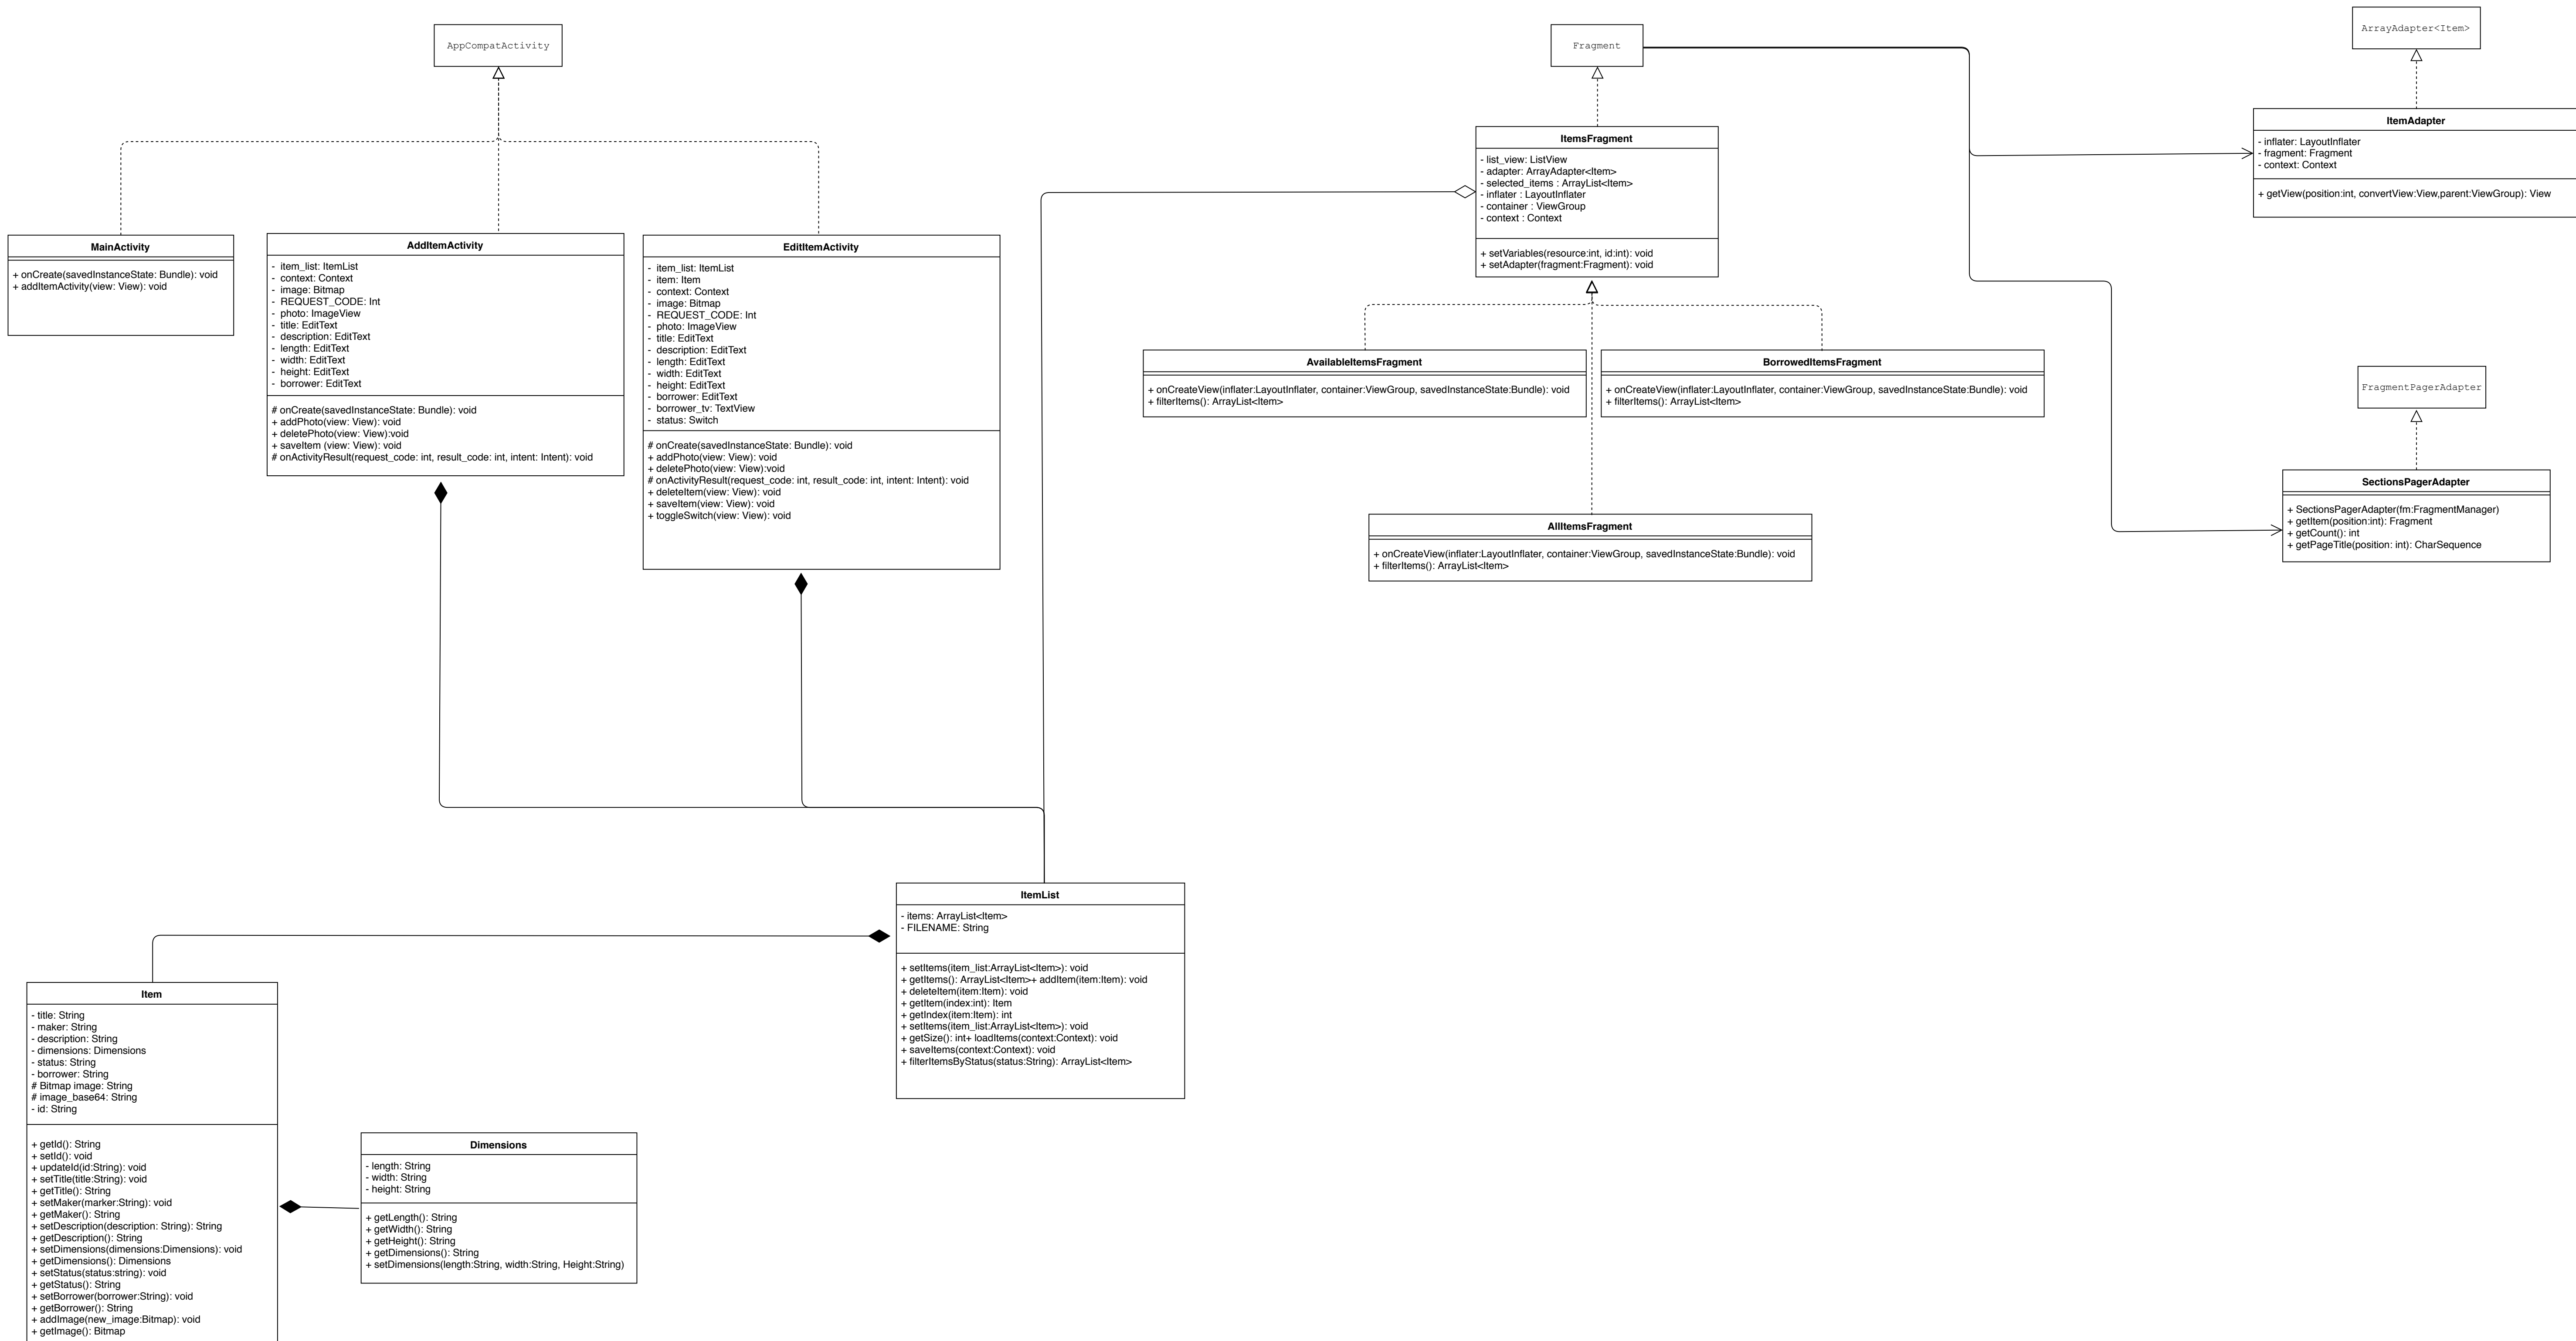 AppCompatActivity
MainActivity
+ onCreate(savedInstanceState: Bundle): void
+ addItemActivity(view: View): void
AddItemActivity
- item_list: ItemList
- context: Context
- image: Bitmap
- REQUEST_CODE: Int
- photo: ImageView
- title: EditText
- description: EditText
- length: EditText
- width: EditText
- height: EditText
- borrower: EditText
# onCreate(savedInstanceState: Bundle): void
+ addPhoto(view: View): void
+ deletePhoto(view: View):void
+ saveItem (view: View): void
# onActivityResult(request_code: int, result_code: int, intent: Intent): void
EditItemActivity
- item_list: ItemList
- item: Item
- context: Context
- image: Bitmap
- REQUEST_CODE: Int
- photo: ImageView
- title: EditText
- description: EditText
- length: EditText
- width: EditText
- height: EditText
- borrower: EditText
- borrower_tv: TextView
- status: Switch
# onCreate(savedInstanceState: Bundle): void
+ addPhoto(view: View): void
+ deletePhoto(view: View):void
# onActivityResult(request_code: int, result_code: int, intent: Intent): void
+ deleteItem(view: View): void
+ saveItem(view: View): void
+ toggleSwitch(view: View): void
Fragment
ItemsFragment
- list_view: ListView
- adapter: ArrayAdapter<Item>
- selected_items : ArrayList<Item>
- inflater : LayoutInflater
- container : ViewGroup
- context : Context
+ setVariables(resource:int, id:int): void
+ setAdapter(fragment:Fragment): void
AvailableItemsFragment
+ onCreateView(inflater:LayoutInflater, container:ViewGroup, savedInstanceState:Bundle): void
+ filterItems(): ArrayList<Item>
BorrowedItemsFragment
+ onCreateView(inflater:LayoutInflater, container:ViewGroup, savedInstanceState:Bundle): void
+ filterItems(): ArrayList<Item>
AllItemsFragment
+ onCreateView(inflater:LayoutInflater, container:ViewGroup, savedInstanceState:Bundle): void
+ filterItems(): ArrayList<Item>
ArrayAdapter<Item>
ItemAdapter
- inflater: LayoutInflater
- fragment: Fragment
- context: Context
+ getView(position:int, convertView:View,parent:ViewGroup): View
FragmentPagerAdapter
SectionsPagerAdapter
+ SectionsPagerAdapter(fm:FragmentManager)
+ getItem(position:int): Fragment
+ getCount(): int
+ getPageTitle(position: int): CharSequence
ItemList
- items: ArrayList<Item>
- FILENAME: String
+ setItems(item_list:ArrayList<Item>): void
+ getItems(): ArrayList<Item>+ addItem(item:Item): void
+ deleteItem(item:Item): void
+ getItem(index:int): Item
+ getIndex(item:Item): int
+ setItems(item_list:ArrayList<Item>): void
+ getSize(): int+ loadItems(context:Context): void
+ saveItems(context:Context): void
+ filterItemsByStatus(status:String): ArrayList<Item>
Item
- title: String
- maker: String
- description: String
- dimensions: Dimensions
- status: String
- borrower: String
# Bitmap image: String
# image_base64: String
- id: String
+ getId(): String
+ setId(): void
+ updateId(id:String): void
+ setTitle(title:String): void
+ getTitle(): String
+ setMaker(marker:String): void
+ getMaker(): String
+ setDescription(description: String): String
+ getDescription(): String
+ setDimensions(dimensions:Dimensions): void
+ getDimensions(): Dimensions
+ setStatus(status:string): void
+ getStatus(): String
+ setBorrower(borrower:String): void
+ getBorrower(): String
+ addImage(new_image:Bitmap): void
+ getImage(): Bitmap
Dimensions
- length: String
- width: String
- height: String
+ getLength(): String
+ getWidth(): String
+ getHeight(): String
+ getDimensions(): String
+ setDimensions(length:String, width:String, Height:String)